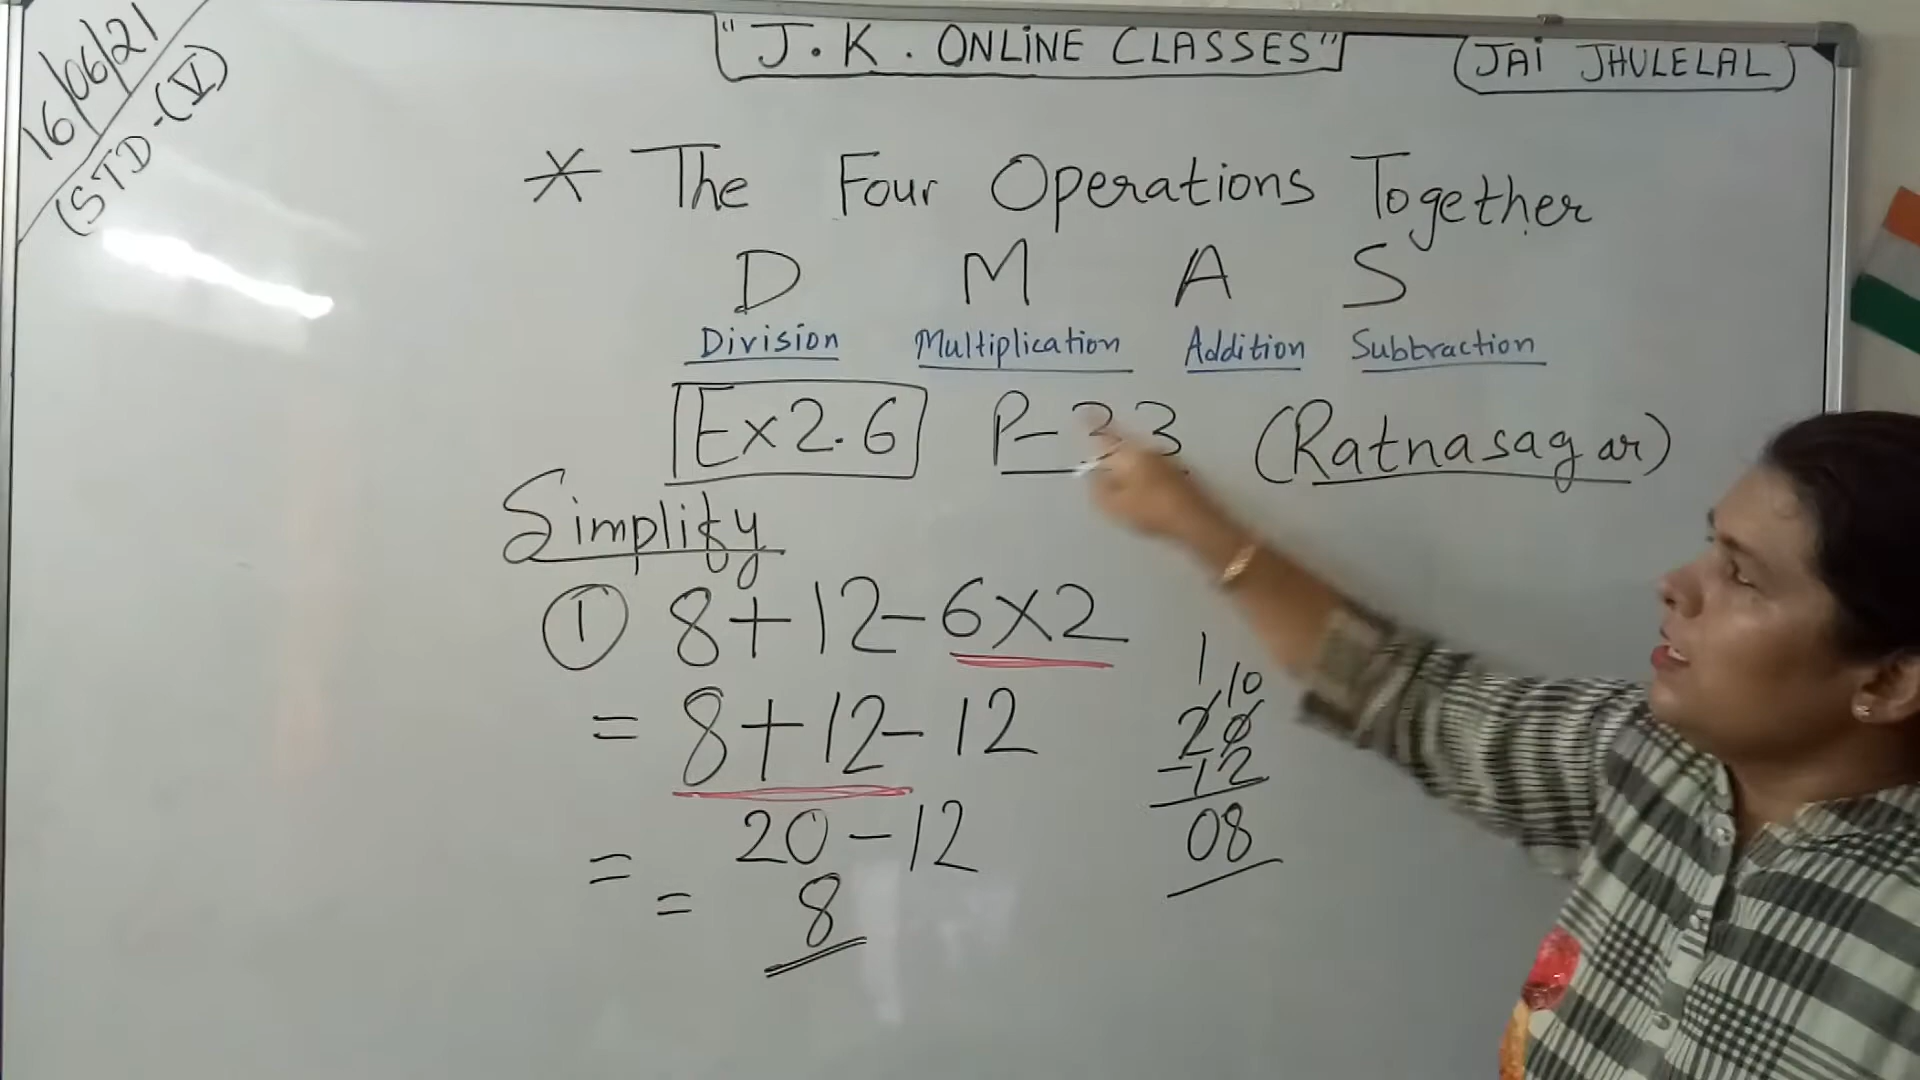 16/06/21
(STD-(V)
"J.K. ONLINE CLASSES"
(JAI JHULELAL)
* The Four Operations Together
D M A S
Division Multiplication Addition Subtraction
Ex 2.6 P-33 (Ratnasagar)
Simplify
① 8+12-6×2
= 8+12-12
= 20-12
= 8
1 10
20
-12
08